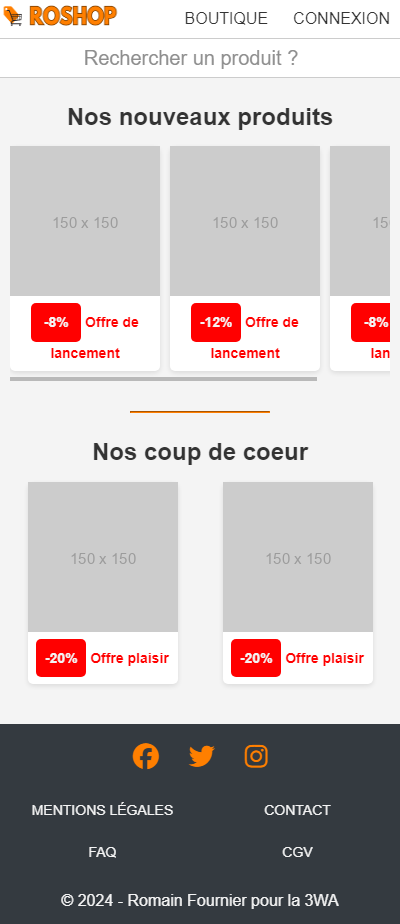 ROSHOP BOUTIQUE CONNEXION
Rechercher un produit ?
Nos nouveaux produits
150 x 150 150 x 150 15
-8% Offre de -12% Offre de -8%
lancement lancement lan
Nos coup de coeur
150 x 150 150 x 150
-20% Offre plaisir -20% Offre plaisir
MENTIONS LÉGALES CONTACT
FAQ CGV
© 2024 - Romain Fournier pour la 3WA